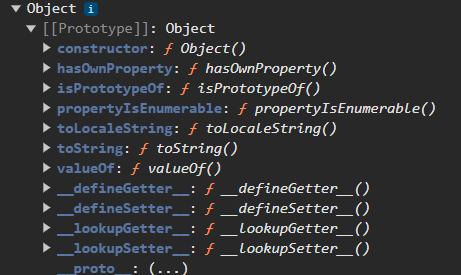 Object i
[[Prototype]]: Object
constructor: ƒ Object()
hasOwnProperty: ƒ hasOwnProperty()
isPrototypeOf: ƒ isPrototypeOf()
propertyIsEnumerable: ƒ propertyIsEnumerable()
toLocaleString: ƒ toLocaleString()
toString: ƒ toString()
valueOf: ƒ valueOf()
__defineGetter__: ƒ __defineGetter__()
__defineSetter__: ƒ __defineSetter__()
__lookupGetter__: ƒ __lookupGetter__()
__lookupSetter__: ƒ __lookupSetter__()
__proto__: (...)